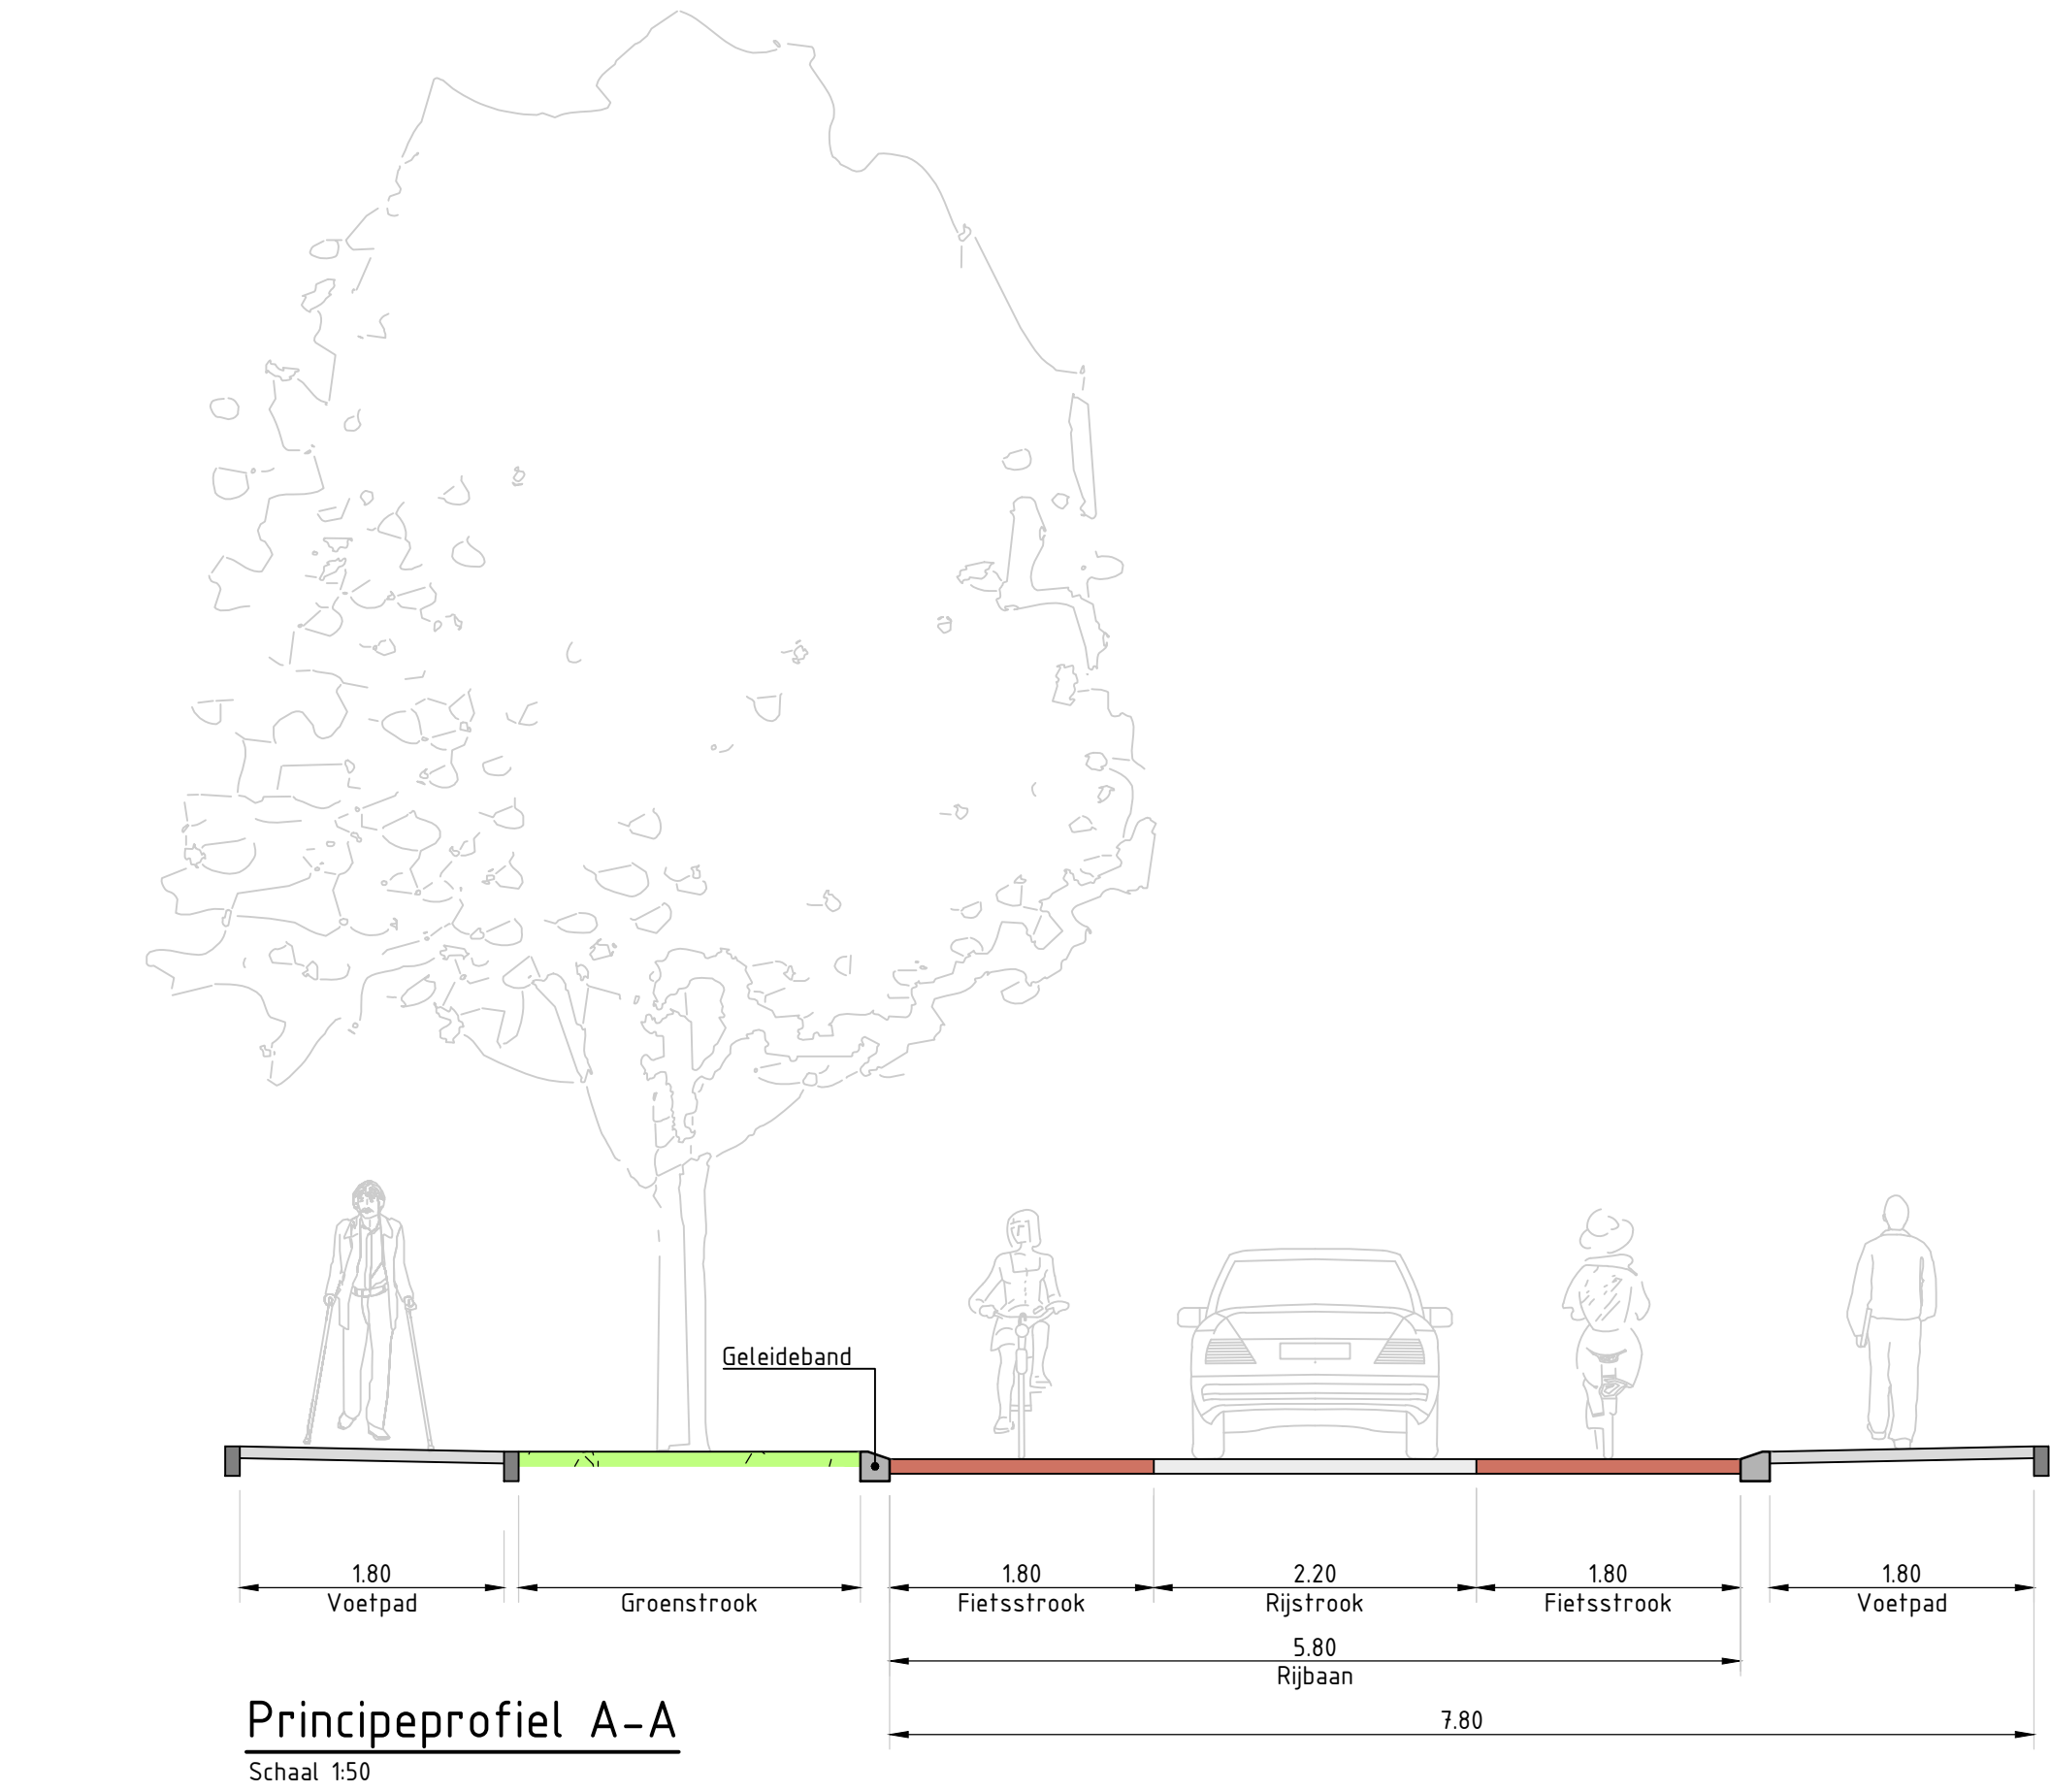 Geleideband
1.80
Voetpad
Groenstrook
1.80
Fietsstrook
2.20
Rijstrook
1.80
Fietsstrook
1.80
Voetpad
5.80
Rijbaan
7.80
Principeprofiel A-A
Schaal 1:50